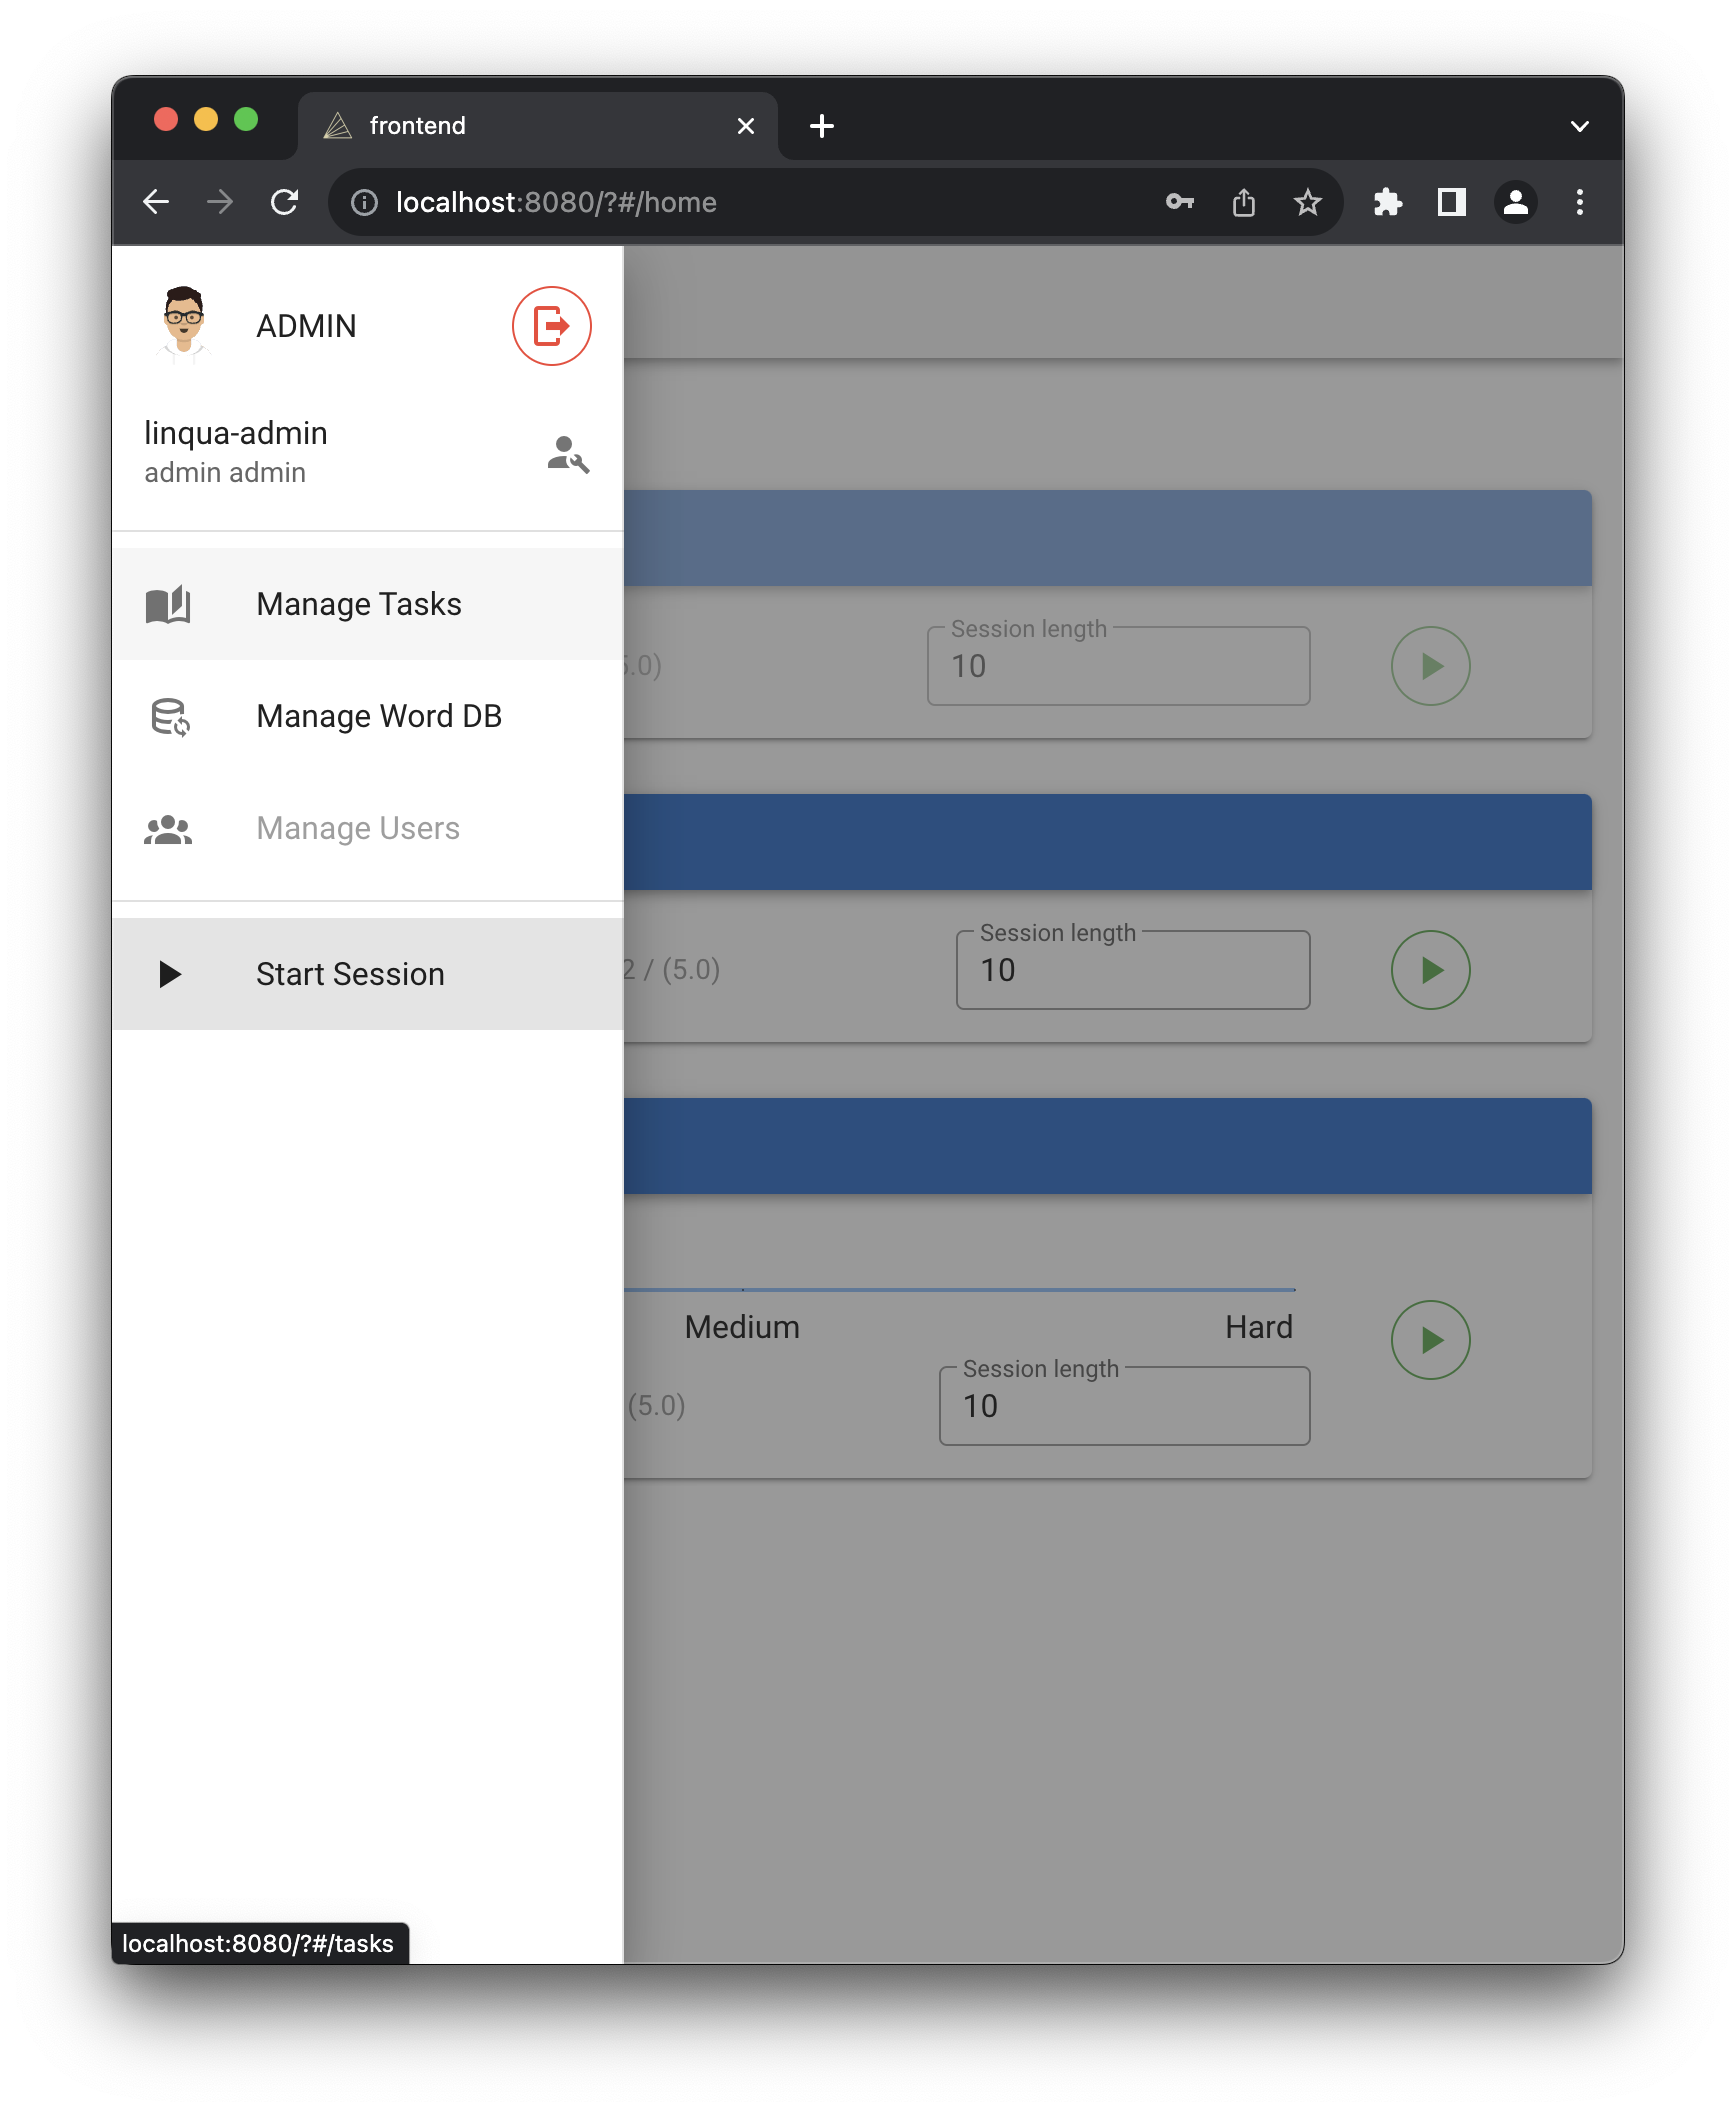 frontend
localhost:8080/?#/home
ADMIN
linqua-admin
admin admin
Manage Tasks
Manage Word DB
Manage Users
Start Session
5.0)
Session length
10
2 / (5.0)
Session length
10
Medium
Hard
(5.0)
Session length
10
localhost:8080/?#/tasks